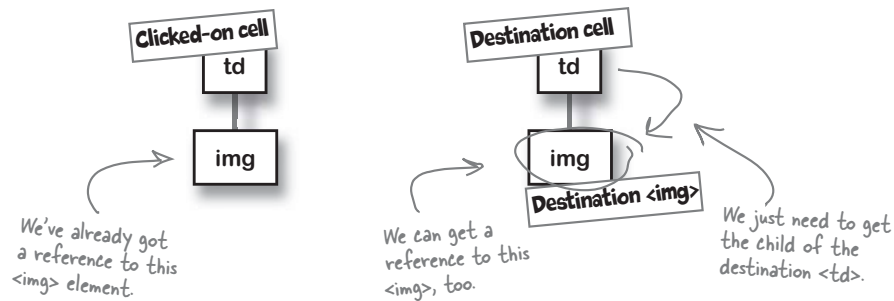 Clicked-on cell
td
img
We've already got
a reference to this
<img> element.
Destination cell
td
img
Destination <img>
We can get a
reference to this
<img>, too.
We just need to get
the child of the
destination <td>.